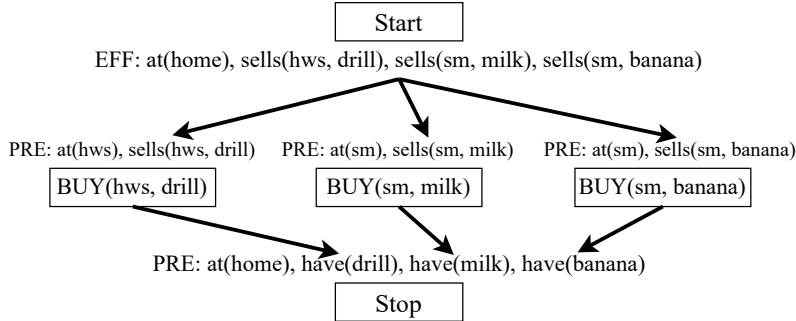 Start
EFF: at(home), sells(hws, drill), sells(sm, milk), sells(sm, banana)
PRE: at(hws), sells(hws, drill)
PRE: at(sm), sells(sm, milk)
PRE: at(sm), sells(sm, banana)
BUY(hws, drill)
BUY(sm, milk)
BUY(sm, banana)
PRE: at(home), have(drill), have(milk), have(banana)
Stop